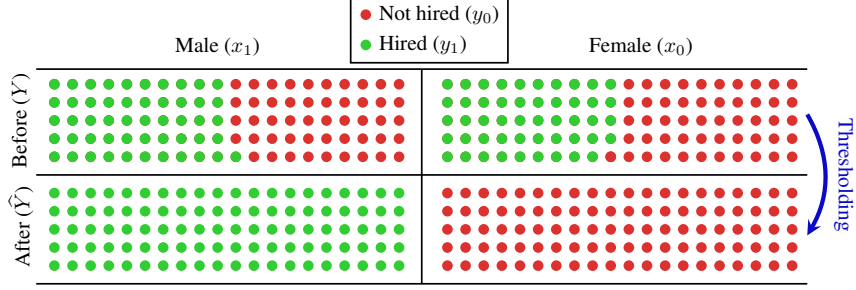 Not hired (y₀)
Hired (y₁)
Male (x₁)
Female (x₀)
Before (Y)
After (Ŷ)
Thresholding